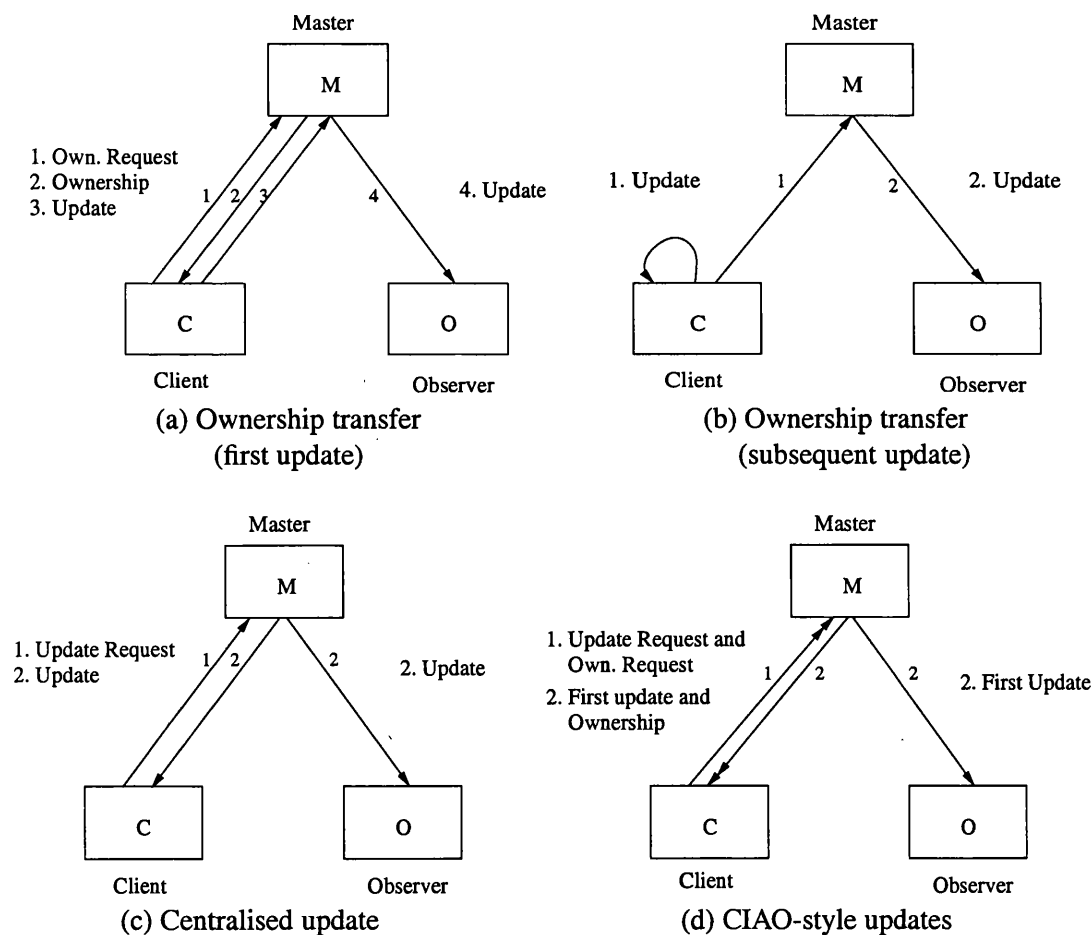 Master
M
1. Own. Request
2. Ownership
3. Update
1
2
3
4
4. Update
C
O
Client
Observer
(a) Ownership transfer
(first update)
Master
M
1. Update
1
2
2. Update
C
O
Client
Observer
(b) Ownership transfer
(subsequent update)
Master
M
1. Update Request
2. Update
1
2
2
2. Update
C
O
Client
Observer
(c) Centralised update
Master
M
1. Update Request and
Own. Request
2. First update and
Ownership
1
2
2
2. First Update
C
O
Client
Observer
(d) CIAO-style updates